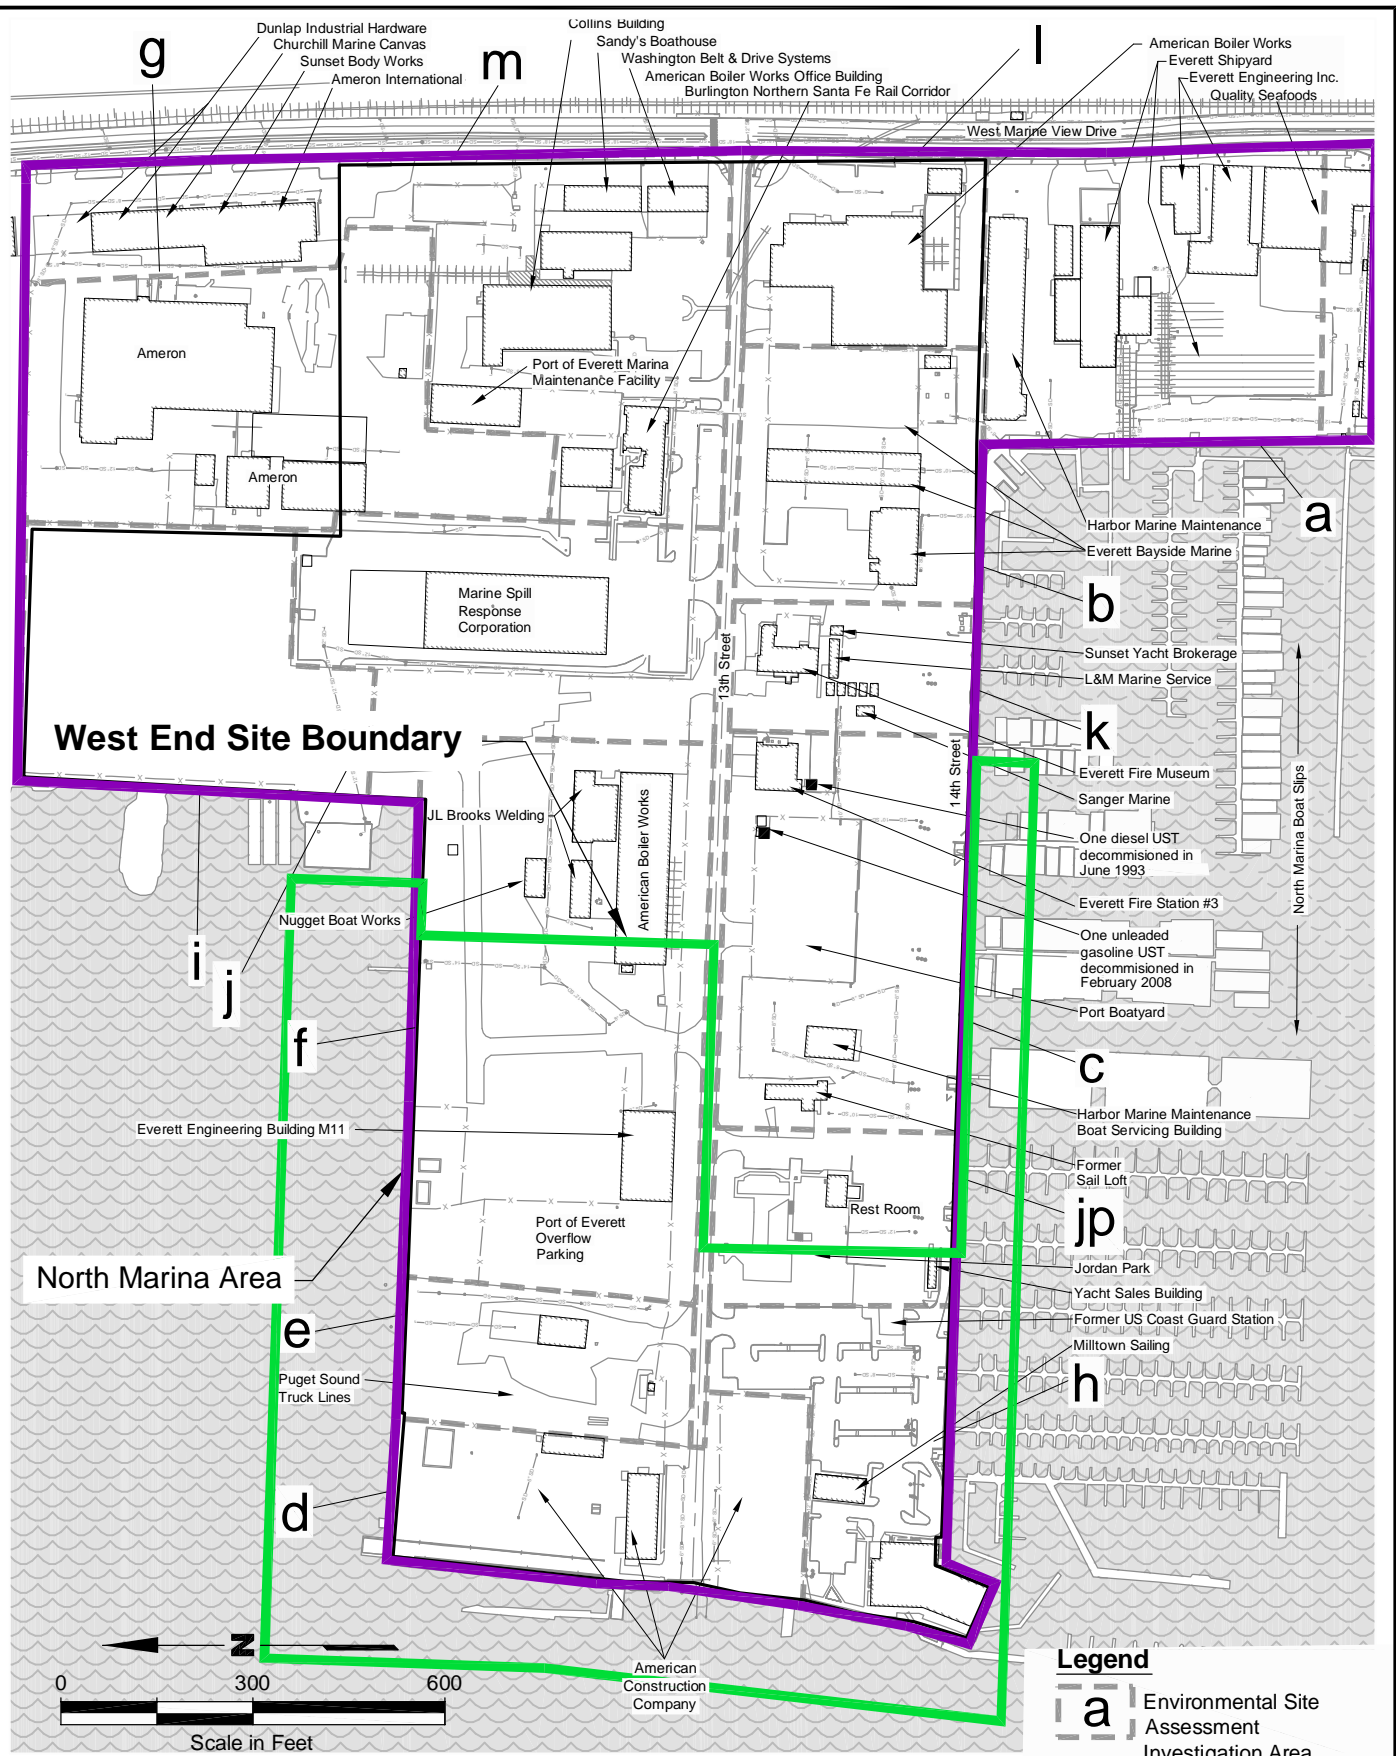 g
Dunlap Industrial Hardware
Churchill Marine Canvas
Sunset Body Works
Ameron International
m
Collins Building
Sandy's Boathouse
Washington Belt & Drive Systems
American Boiler Works Office Building
Burlington Northern Santa Fe Rail Corridor
l
American Boiler Works
Everett Shipyard
Everett Engineering Inc.
Quality Seafoods
West Marine View Drive
Ameron
Port of Everett Marina
Maintenance Facility
Ameron
a
Harbor Marine Maintenance
Everett Bayside Marine
b
Marine Spill
Response
Corporation
13th Street
Sunset Yacht Brokerage
L&M Marine Service
k
West End Site Boundary
14th Street
Everett Fire Museum
Sanger Marine
North Marina Boat Slips
JL Brooks Welding
American Boiler Works
One diesel UST
decommisioned in
June 1993
Everett Fire Station #3
Nugget Boat Works
One unleaded
gasoline UST
decommisioned in
February 2008
i
j
Port Boatyard
f
c
Everett Engineering Building M11
Harbor Marine Maintenance
Boat Servicing Building
Former
Sail Loft
Rest Room
jp
Port of Everett
Overflow
Parking
North Marina Area
Jordan Park
Yacht Sales Building
Former US Coast Guard Station
e
Milltown Sailing
h
Puget Sound
Truck Lines
d
N
American
Construction
Company
0 300 600
Scale in Feet
Legend
a
Environmental Site
Assessment
Investigation Area